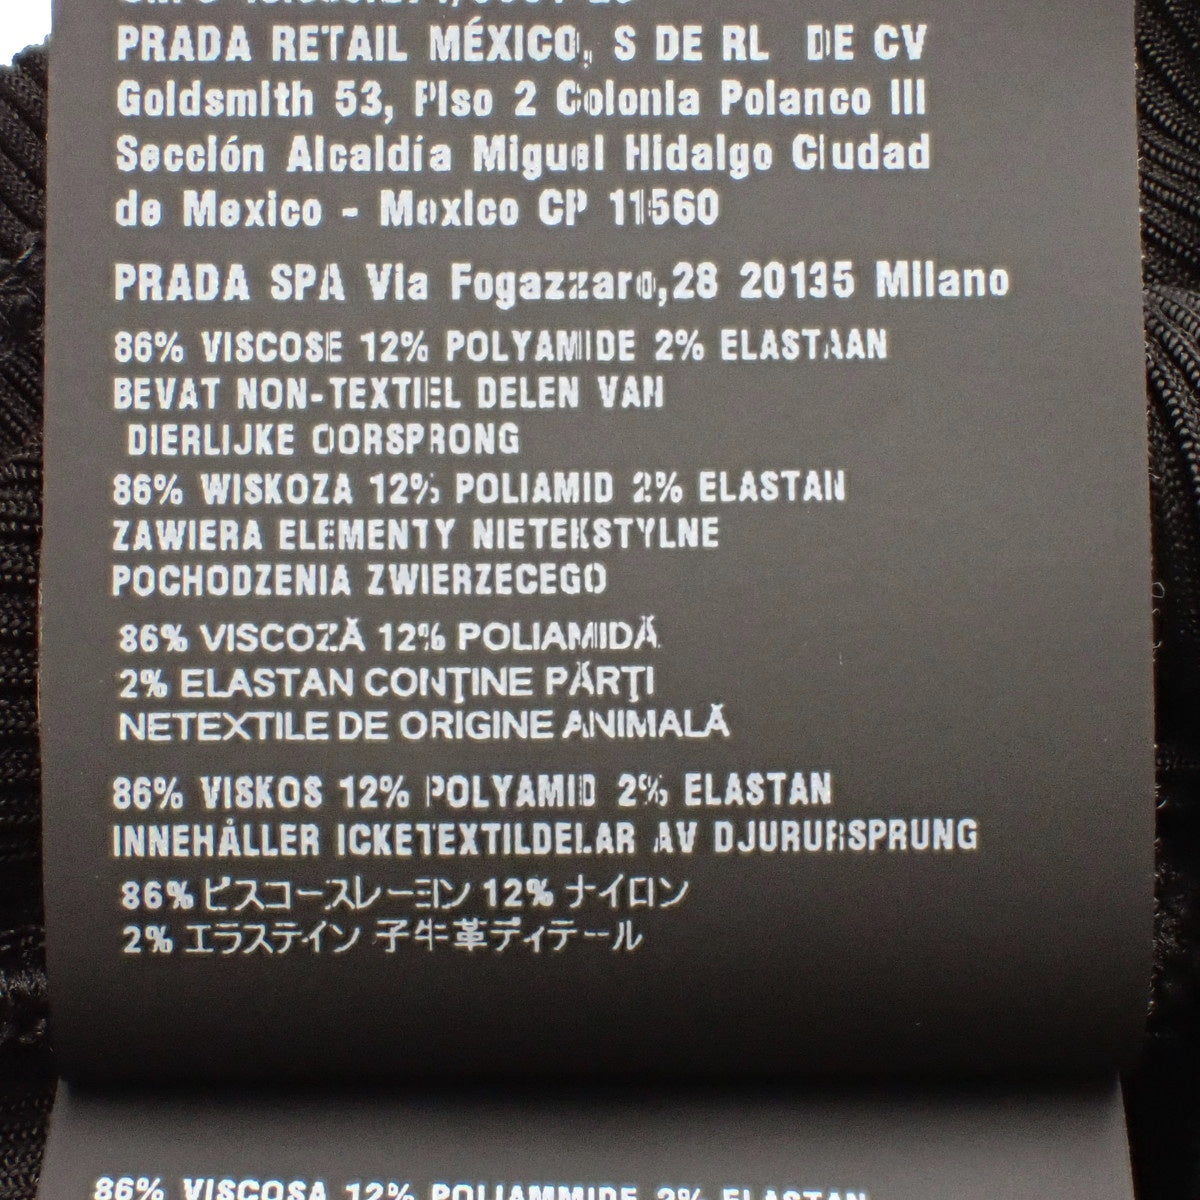 PRADA RETAIL MÉXICO, S DE RL DE CV
Goldsmith 53, Piso 2 Colonia Polanco III
Sección Alcaldía Miguel Hidalgo Ciudad
de Mexico - Mexico CP 11560
PRADA SPA Via Fogazzaro,28 20135 Milano
86% VISCOSE 12% POLYAMIDE 2% ELASTAAN
BEVAT NON-TEXTIEL DELEN VAN
DIERLIJKE OORSPRONG
86% WISKOZA 12% POLIAMID 2% ELASTAN
ZAWIERA ELEMENTY NIETEKSTYLNE
POCHODZENIA ZWIERZECEGO
86% VISCOZĂ 12% POLIAMIDĂ
2% ELASTAN CONŢINE PĂRŢI
NETEXTILE DE ORIGINE ANIMALĂ
86% VISKOS 12% POLYAMID 2% ELASTAN
INNEHÅLLER ICKETEXTILDELAR AV DJURURSPRUNG
86% ビスコースレーヨン 12% ナイロン
2% エラステイン 子牛革ディテール
86% VISCOSA 12% POLIAMMIDE 2% ELASTAN